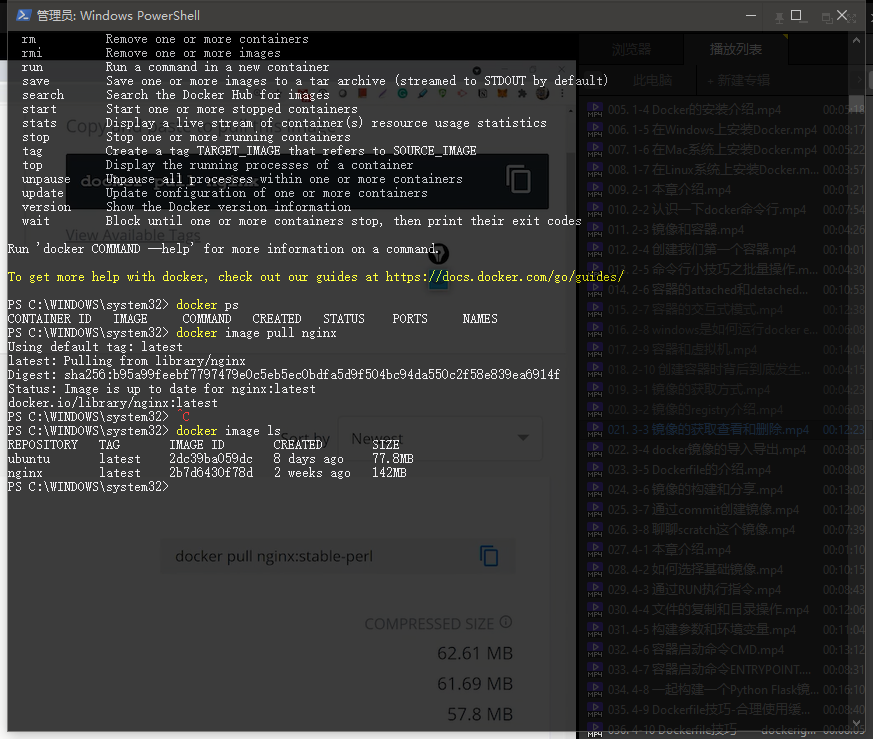 管理员: Windows PowerShell
rm Remove one or more containers
rmi Remove one or more images
run Run a command in a new container
save Save one or more images to a tar archive (streamed to STDOUT by default)
search Search the Docker Hub for images
start Start one or more stopped containers
stats Display a live stream of container(s) resource usage statistics
stop Stop one or more running containers
tag Create a tag TARGET_IMAGE that refers to SOURCE_IMAGE
top Display the running processes of a container
unpause Unpause all processes within one or more containers
update Update configuration of one or more containers
version Show the Docker version information
wait Block until one or more containers stop, then print their exit codes
Run 'docker COMMAND --help' for more information on a command.
To get more help with docker, check out our guides at https://docs.docker.com/go/guides/
PS C:\WINDOWS\system32> docker ps
CONTAINER ID IMAGE COMMAND CREATED STATUS PORTS NAMES
PS C:\WINDOWS\system32> docker image pull nginx
Using default tag: latest
latest: Pulling from library/nginx
Digest: sha256:b95a99feebf7797479e0c5eb5ec0bdfa5d9f504bc94da550c2f58e839ea6914f
Status: Image is up to date for nginx:latest
docker.io/library/nginx:latest
PS C:\WINDOWS\system32> ^C
PS C:\WINDOWS\system32> docker image ls
REPOSITORY TAG IMAGE ID CREATED SIZE
ubuntu latest 2dc39ba059dc 8 days ago 77.8MB
nginx latest 2b7d6430f78d 2 weeks ago 142MB
PS C:\WINDOWS\system32>
View Available Tags
Sort by Newest
docker pull nginx:stable-perl
COMPRESSED SIZE
62.61 MB
61.69 MB
57.8 MB
浏览器 播放列表
此电脑 + 新建专辑
005. 1-4 Docker的安装介绍.mp4 00:05:18
006. 1-5 在Windows上安装Docker.mp4 00:08:17
007. 1-6 在Mac系统上安装Docker.mp4 00:05:22
008. 1-7 在Linux系统上安装Docker.m... 00:03:57
009. 2-1 本章介绍.mp4 00:01:21
010. 2-2 认识一下docker命令行.mp4 00:07:54
011. 2-3 镜像和容器.mp4 00:04:26
012. 2-4 创建我们第一个容器.mp4 00:10:01
013. 2-5 命令行小技巧之批量操作.m... 00:04:30
014. 2-6 容器的attached和detached... 00:10:53
015. 2-7 容器的交互式模式.mp4 00:12:38
016. 2-8 windows是如何运行docker e... 00:06:08
017. 2-9 容器和虚拟机.mp4 00:14:04
018. 2-10 创建容器时背后到底发生... 00:04:15
019. 3-1 镜像的获取方式.mp4 00:04:23
020. 3-2 镜像的registry介绍.mp4 00:06:03
021. 3-3 镜像的获取查看和删除.mp4 00:12:23
022. 3-4 docker镜像的导入导出.mp4 00:03:05
023. 3-5 Dockerfile的介绍.mp4 00:08:08
024. 3-6 镜像的构建和分享.mp4 00:13:02
025. 3-7 通过commit创建镜像.mp4 00:12:09
026. 3-8 聊聊scratch这个镜像.mp4 00:07:39
027. 4-1 本章介绍.mp4 00:01:10
028. 4-2 如何选择基础镜像.mp4 00:10:15
029. 4-3 通过RUN执行指令.mp4 00:08:43
030. 4-4 文件的复制和目录操作.mp4 00:12:06
031. 4-5 构建参数和环境变量.mp4 00:11:04
032. 4-6 容器启动命令CMD.mp4 00:13:12
033. 4-7 容器启动命令ENTRYPOINT.... 00:08:31
034. 4-8 一起构建一个Python Flask镜... 00:16:10
035. 4-9 Dockerfile技巧-合理使用缓... 00:08:40